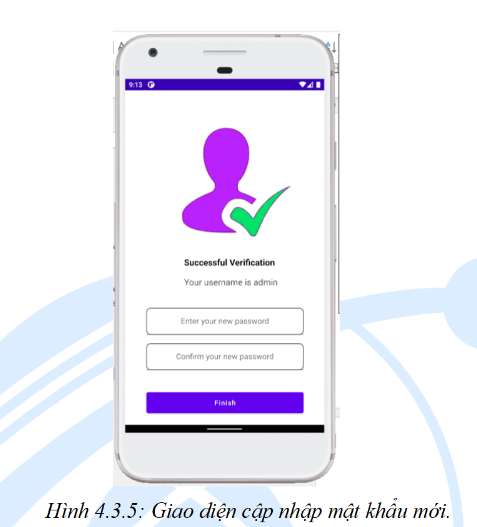 9:13
Successful Verification
Your username is admin
Enter your new password
Confirm your new password
Finish
Hình 4.3.5: Giao diện cập nhập mật khẩu mới.